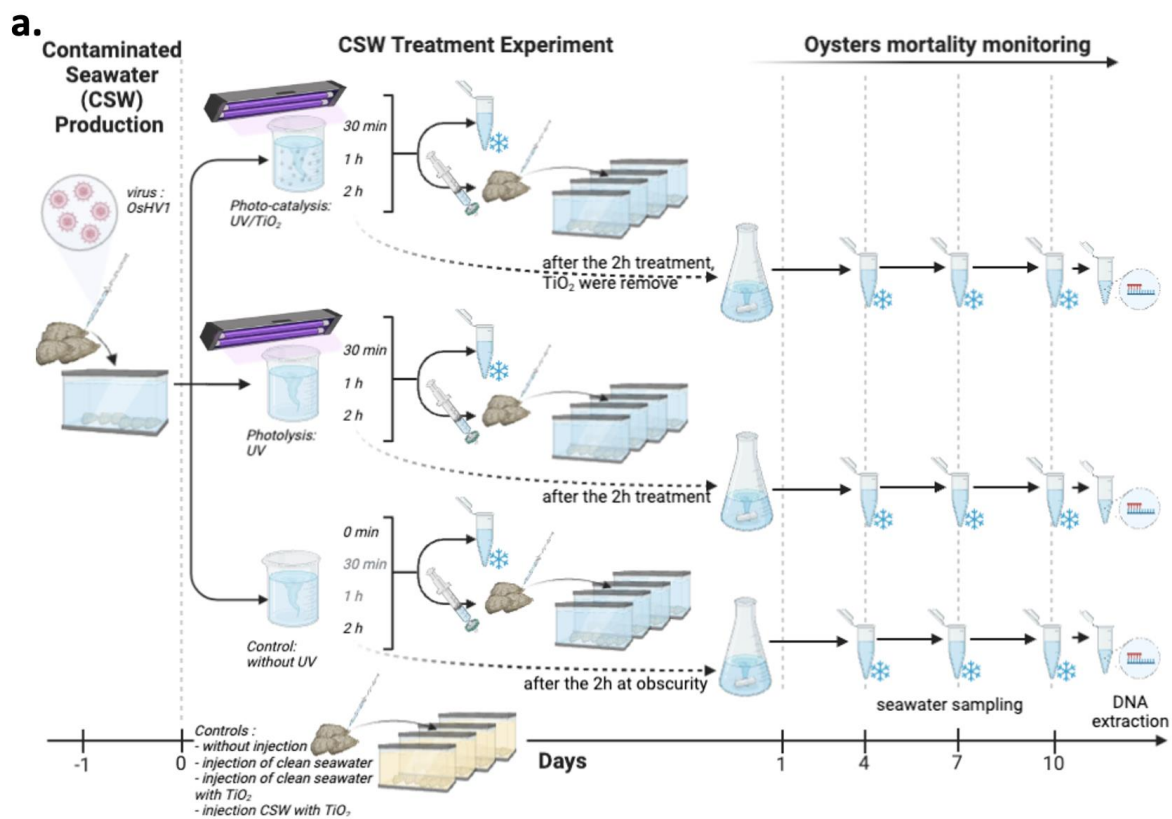 a.
Contaminated
Seawater
(CSW)
Production
CSW Treatment Experiment
Oysters mortality monitoring
virus :
OsHV1
30 min
1 h
2 h
Photo-catalysis:
UV/TiO₂
after the 2h treatment,
TiO₂ were remove
30 min
1 h
2 h
Photolysis:
UV
after the 2h treatment
0 min
30 min
1 h
2 h
Control:
without UV
after the 2h at obscurity
seawater sampling
DNA
extraction
Controls :
- without injection
- injection of clean seawater
- injection of clean seawater
with TiO₂
- injection CSW with TiO₂
-1
0
Days
1
4
7
10